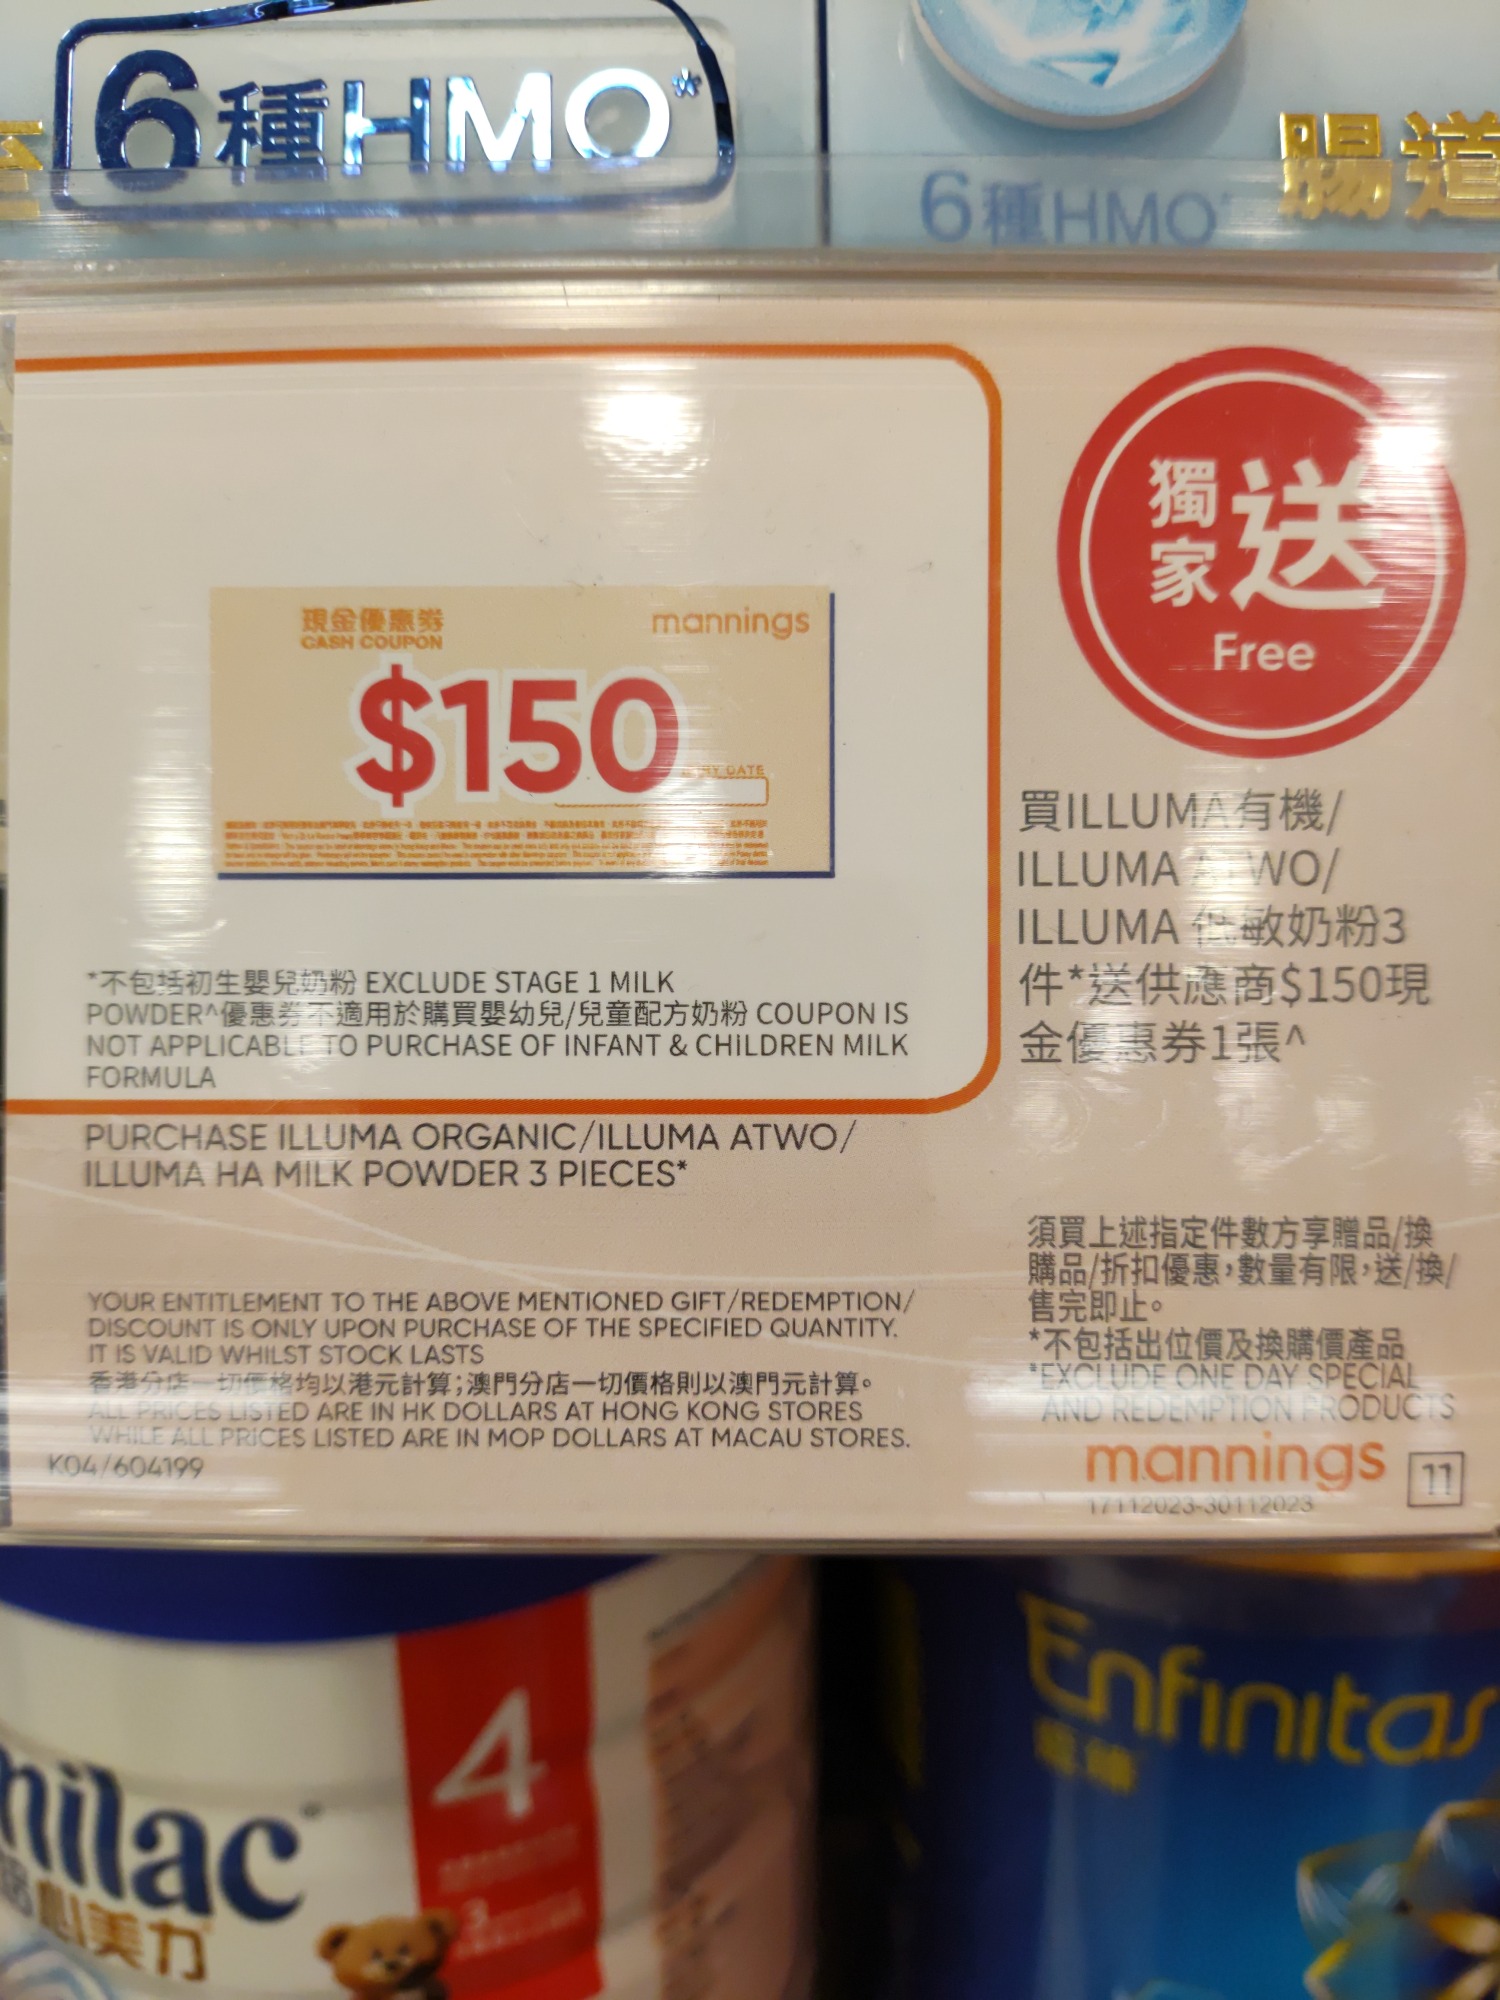 6種HMO*
6種HMO*
腸道
現金優惠券
CASH COUPON
mannings
$150
DATE
獨家送
Free
買ILLUMA有機/
ILLUMA ATWO/
ILLUMA 低敏奶粉3
件*送供應商$150現
金優惠券1張^
*不包括初生嬰兒奶粉 EXCLUDE STAGE 1 MILK
POWDER^優惠券不適用於購買嬰幼兒/兒童配方奶粉 COUPON IS
NOT APPLICABLE TO PURCHASE OF INFANT & CHILDREN MILK
FORMULA
PURCHASE ILLUMA ORGANIC/ILLUMA ATWO/
ILLUMA HA MILK POWDER 3 PIECES*
YOUR ENTITLEMENT TO THE ABOVE MENTIONED GIFT/REDEMPTION/
DISCOUNT IS ONLY UPON PURCHASE OF THE SPECIFIED QUANTITY.
IT IS VALID WHILST STOCK LASTS
香港分店一切價格均以港元計算;澳門分店一切價格則以澳門元計算。
ALL PRICES LISTED ARE IN HK DOLLARS AT HONG KONG STORES
WHILE ALL PRICES LISTED ARE IN MOP DOLLARS AT MACAU STORES.
K04/604199
須買上述指定件數方享贈品/換
購品/折扣優惠,數量有限,送/換/
售完即止。
*不包括出位價及換購價產品
*EXCLUDE ONE DAY SPECIAL
AND REDEMPTION PRODUCTS
mannings 11
17112023-30112023
milac
心美力
4
3
Enfinitas